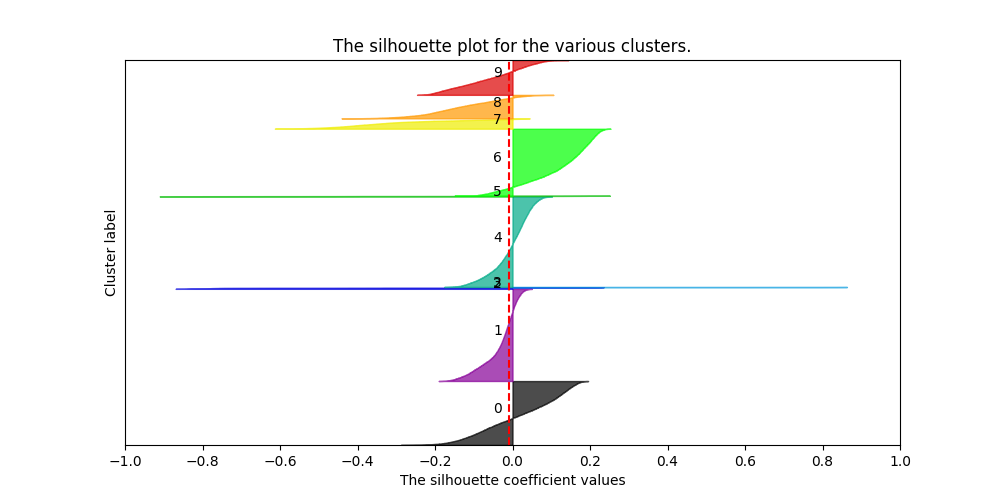 The silhouette plot for the various clusters.
9
8
7
6
5
4
3
2
1
0
Cluster label
−1.0 −0.8 −0.6 −0.4 −0.2 0.0 0.2 0.4 0.6 0.8 1.0
The silhouette coefficient values